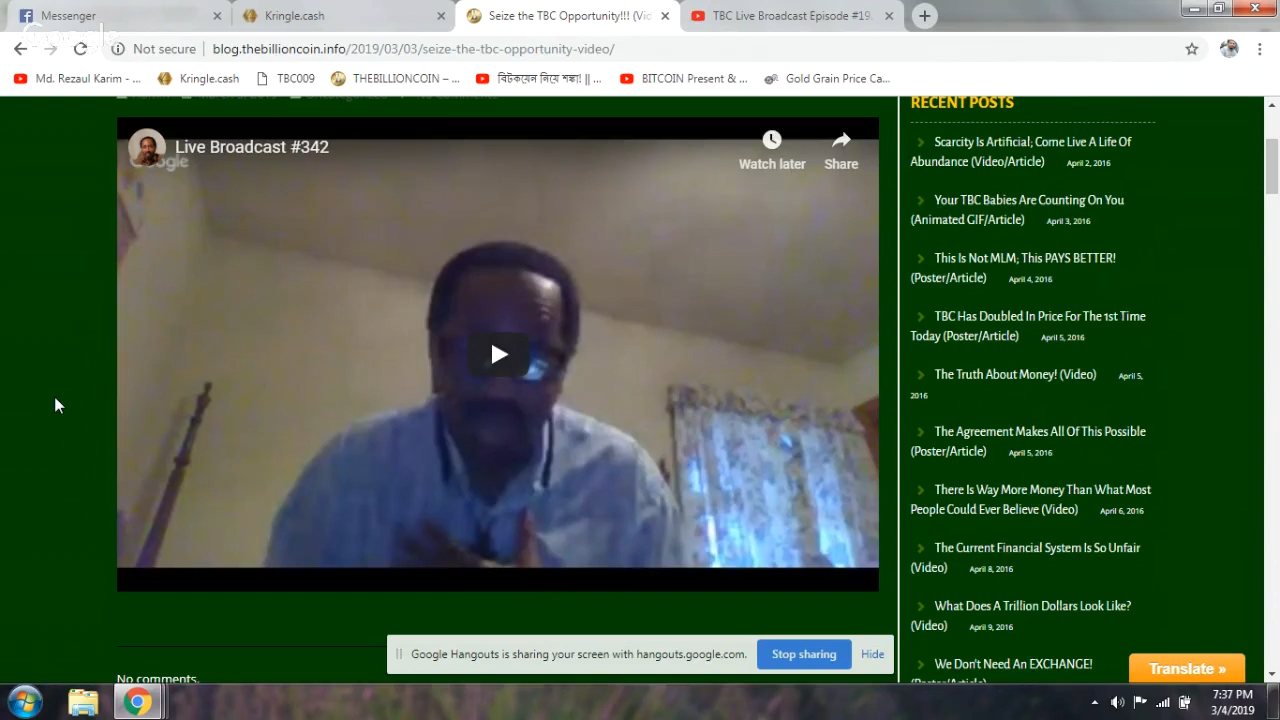 Messenger
Kringle.cash
Seize the TBC Opportunity!!! (Vi
TBC Live Broadcast Episode #19
Not secure
blog.thebillioncoin.info/2019/03/03/seize-the-tbc-opportunity-video/
Md. Rezaul Karim - ...
Kringle.cash
TBC009
THEBILLIONCOIN – ...
বিটকয়েন নিয়ে শঙ্কা! || ...
BITCOIN Present & ...
Gold Grain Price Ca...
Live Broadcast #342
Google
Watch later
Share
RECENT POSTS
Scarcity Is Artificial; Come Live A Life Of
Abundance (Video/Article) April 2, 2016
Your TBC Babies Are Counting On You
(Animated GIF/Article) April 3, 2016
This Is Not MLM; This PAYS BETTER!
(Poster/Article) April 4, 2016
TBC Has Doubled In Price For The 1st Time
Today (Poster/Article) April 5, 2016
The Truth About Money! (Video) April 5,
2016
The Agreement Makes All Of This Possible
(Poster/Article) April 5, 2016
There Is Way More Money Than What Most
People Could Ever Believe (Video) April 6, 2016
The Current Financial System Is So Unfair
(Video) April 8, 2016
What Does A Trillion Dollars Look Like?
(Video) April 9, 2016
We Don't Need An EXCHANGE!
No comments.
Google Hangouts is sharing your screen with hangouts.google.com.
Stop sharing
Hide
Translate »
7:37 PM
3/4/2019